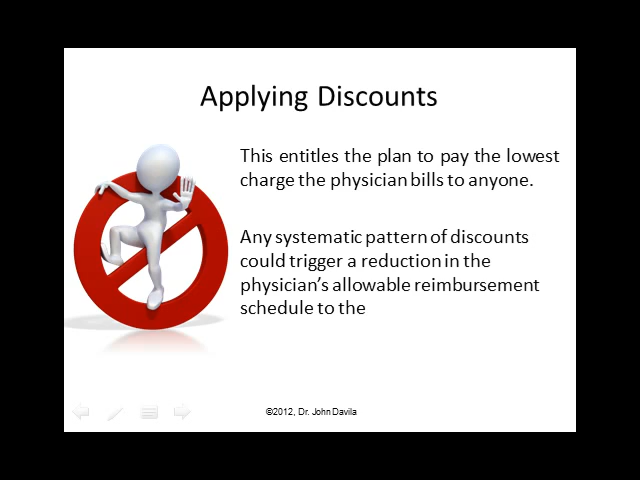 Applying Discounts
This entitles the plan to pay the lowest
charge the physician bills to anyone.
Any systematic pattern of discounts
could trigger a reduction in the
physician's allowable reimbursement
schedule to the
©2012, Dr. John Davila